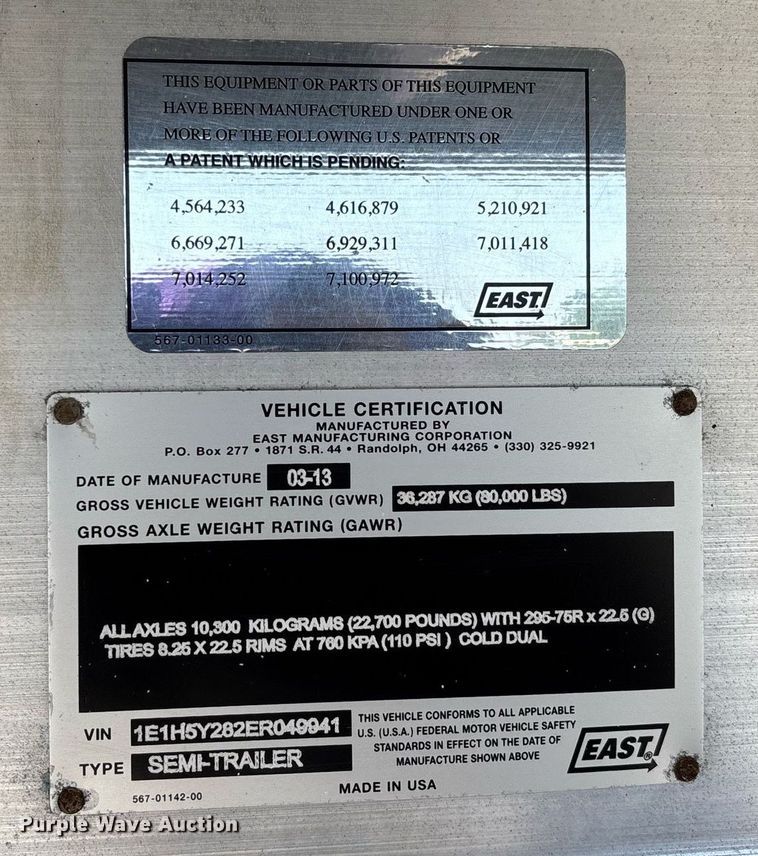 THIS EQUIPMENT OR PARTS OF THIS EQUIPMENT
HAVE BEEN MANUFACTURED UNDER ONE OR
MORE OF THE FOLLOWING U.S. PATENTS OR
A PATENT WHICH IS PENDING:
4,564,233 4,616,879 5,210,921
6,669,271 6,929,311 7,011,418
7,014,252 7,100,972
EAST
567-01133-00
VEHICLE CERTIFICATION
MANUFACTURED BY
EAST MANUFACTURING CORPORATION
P.O. Box 277 • 1871 S.R. 44 • Randolph, OH 44265 • (330) 325-9921
DATE OF MANUFACTURE 03-13
GROSS VEHICLE WEIGHT RATING (GVWR) 36,287 KG (80,000 LBS)
GROSS AXLE WEIGHT RATING (GAWR)
ALL AXLES 10,300 KILOGRAMS (22,700 POUNDS) WITH 295-75R x 22.5 (G)
TIRES 8.25 X 22.5 RIMS AT 760 KPA (110 PSI ) COLD DUAL
VIN 1E1H5Y282ER049941
TYPE SEMI-TRAILER
THIS VEHICLE CONFORMS TO ALL APPLICABLE
U.S. (U.S.A.) FEDERAL MOTOR VEHICLE SAFETY
STANDARDS IN EFFECT ON THE DATE OF
MANUFACTURE SHOWN ABOVE
EAST®
567-01142-00
MADE IN USA
Purple Wave Auction